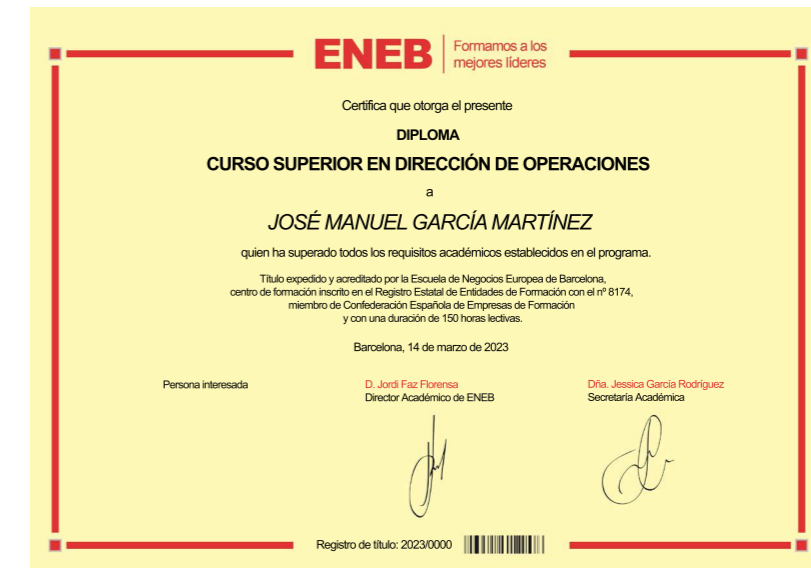 ENEB
Formamos a los
mejores líderes
Certifica que otorga el presente
DIPLOMA
CURSO SUPERIOR EN DIRECCIÓN DE OPERACIONES
a
JOSÉ MANUEL GARCÍA MARTÍNEZ
quien ha superado todos los requisitos académicos establecidos en el programa.
Título expedido y acreditado por la Escuela de Negocios Europea de Barcelona,
centro de formación inscrito en el Registro Estatal de Entidades de Formación con el nº 8174,
miembro de Confederación Española de Empresas de Formación
y con una duración de 150 horas lectivas.
Barcelona, 14 de marzo de 2023
Persona interesada
D. Jordi Faz Florensa
Director Académico de ENEB
Dña. Jessica García Rodríguez
Secretaría Académica
Registro de título: 2023/0000